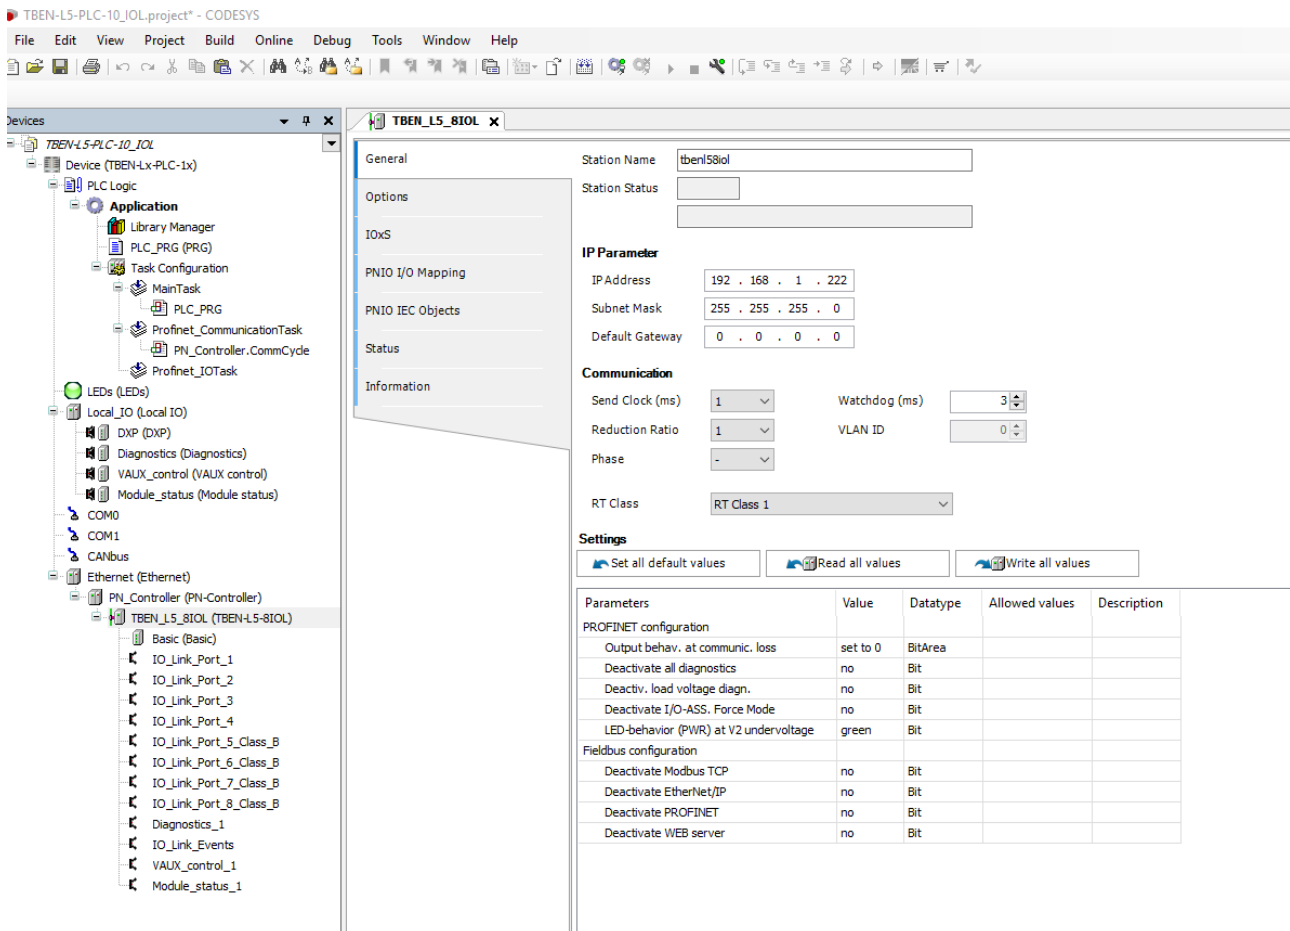 TBEN-L5-PLC-10_IOL.project* - CODESYS
File Edit View Project Build Online Debug Tools Window Help
Devices
TBEN-L5-PLC-10_IOL
Device (TBEN-Lx-PLC-1x)
PLC Logic
Application
Library Manager
PLC_PRG (PRG)
Task Configuration
MainTask
PLC_PRG
Profinet_CommunicationTask
PN_Controller.CommCycle
Profinet_IOTask
LEDs (LEDs)
Local_IO (Local IO)
DXP (DXP)
Diagnostics (Diagnostics)
VAUX_control (VAUX control)
Module_status (Module status)
COM0
COM1
CANbus
Ethernet (Ethernet)
PN_Controller (PN-Controller)
TBEN_L5_8IOL (TBEN-L5-8IOL)
Basic (Basic)
IO_Link_Port_1
IO_Link_Port_2
IO_Link_Port_3
IO_Link_Port_4
IO_Link_Port_5_Class_B
IO_Link_Port_6_Class_B
IO_Link_Port_7_Class_B
IO_Link_Port_8_Class_B
Diagnostics_1
IO_Link_Events
VAUX_control_1
Module_status_1
TBEN_L5_8IOL
General
Options
IOxS
PNIO I/O Mapping
PNIO IEC Objects
Status
Information
Station Name tbenl58iol
Station Status
IP Parameter
IP Address 192 . 168 . 1 . 222
Subnet Mask 255 . 255 . 255 . 0
Default Gateway 0 . 0 . 0 . 0
Communication
Send Clock (ms) 1 Watchdog (ms) 3
Reduction Ratio 1 VLAN ID 0
Phase -
RT Class RT Class 1
Settings
Set all default values Read all values Write all values
Parameters Value Datatype Allowed values Description
PROFINET configuration
Output behav. at communic. loss set to 0 BitArea
Deactivate all diagnostics no Bit
Deactiv. load voltage diagn. no Bit
Deactivate I/O-ASS. Force Mode no Bit
LED-behavior (PWR) at V2 undervoltage green Bit
Fieldbus configuration
Deactivate Modbus TCP no Bit
Deactivate EtherNet/IP no Bit
Deactivate PROFINET no Bit
Deactivate WEB server no Bit